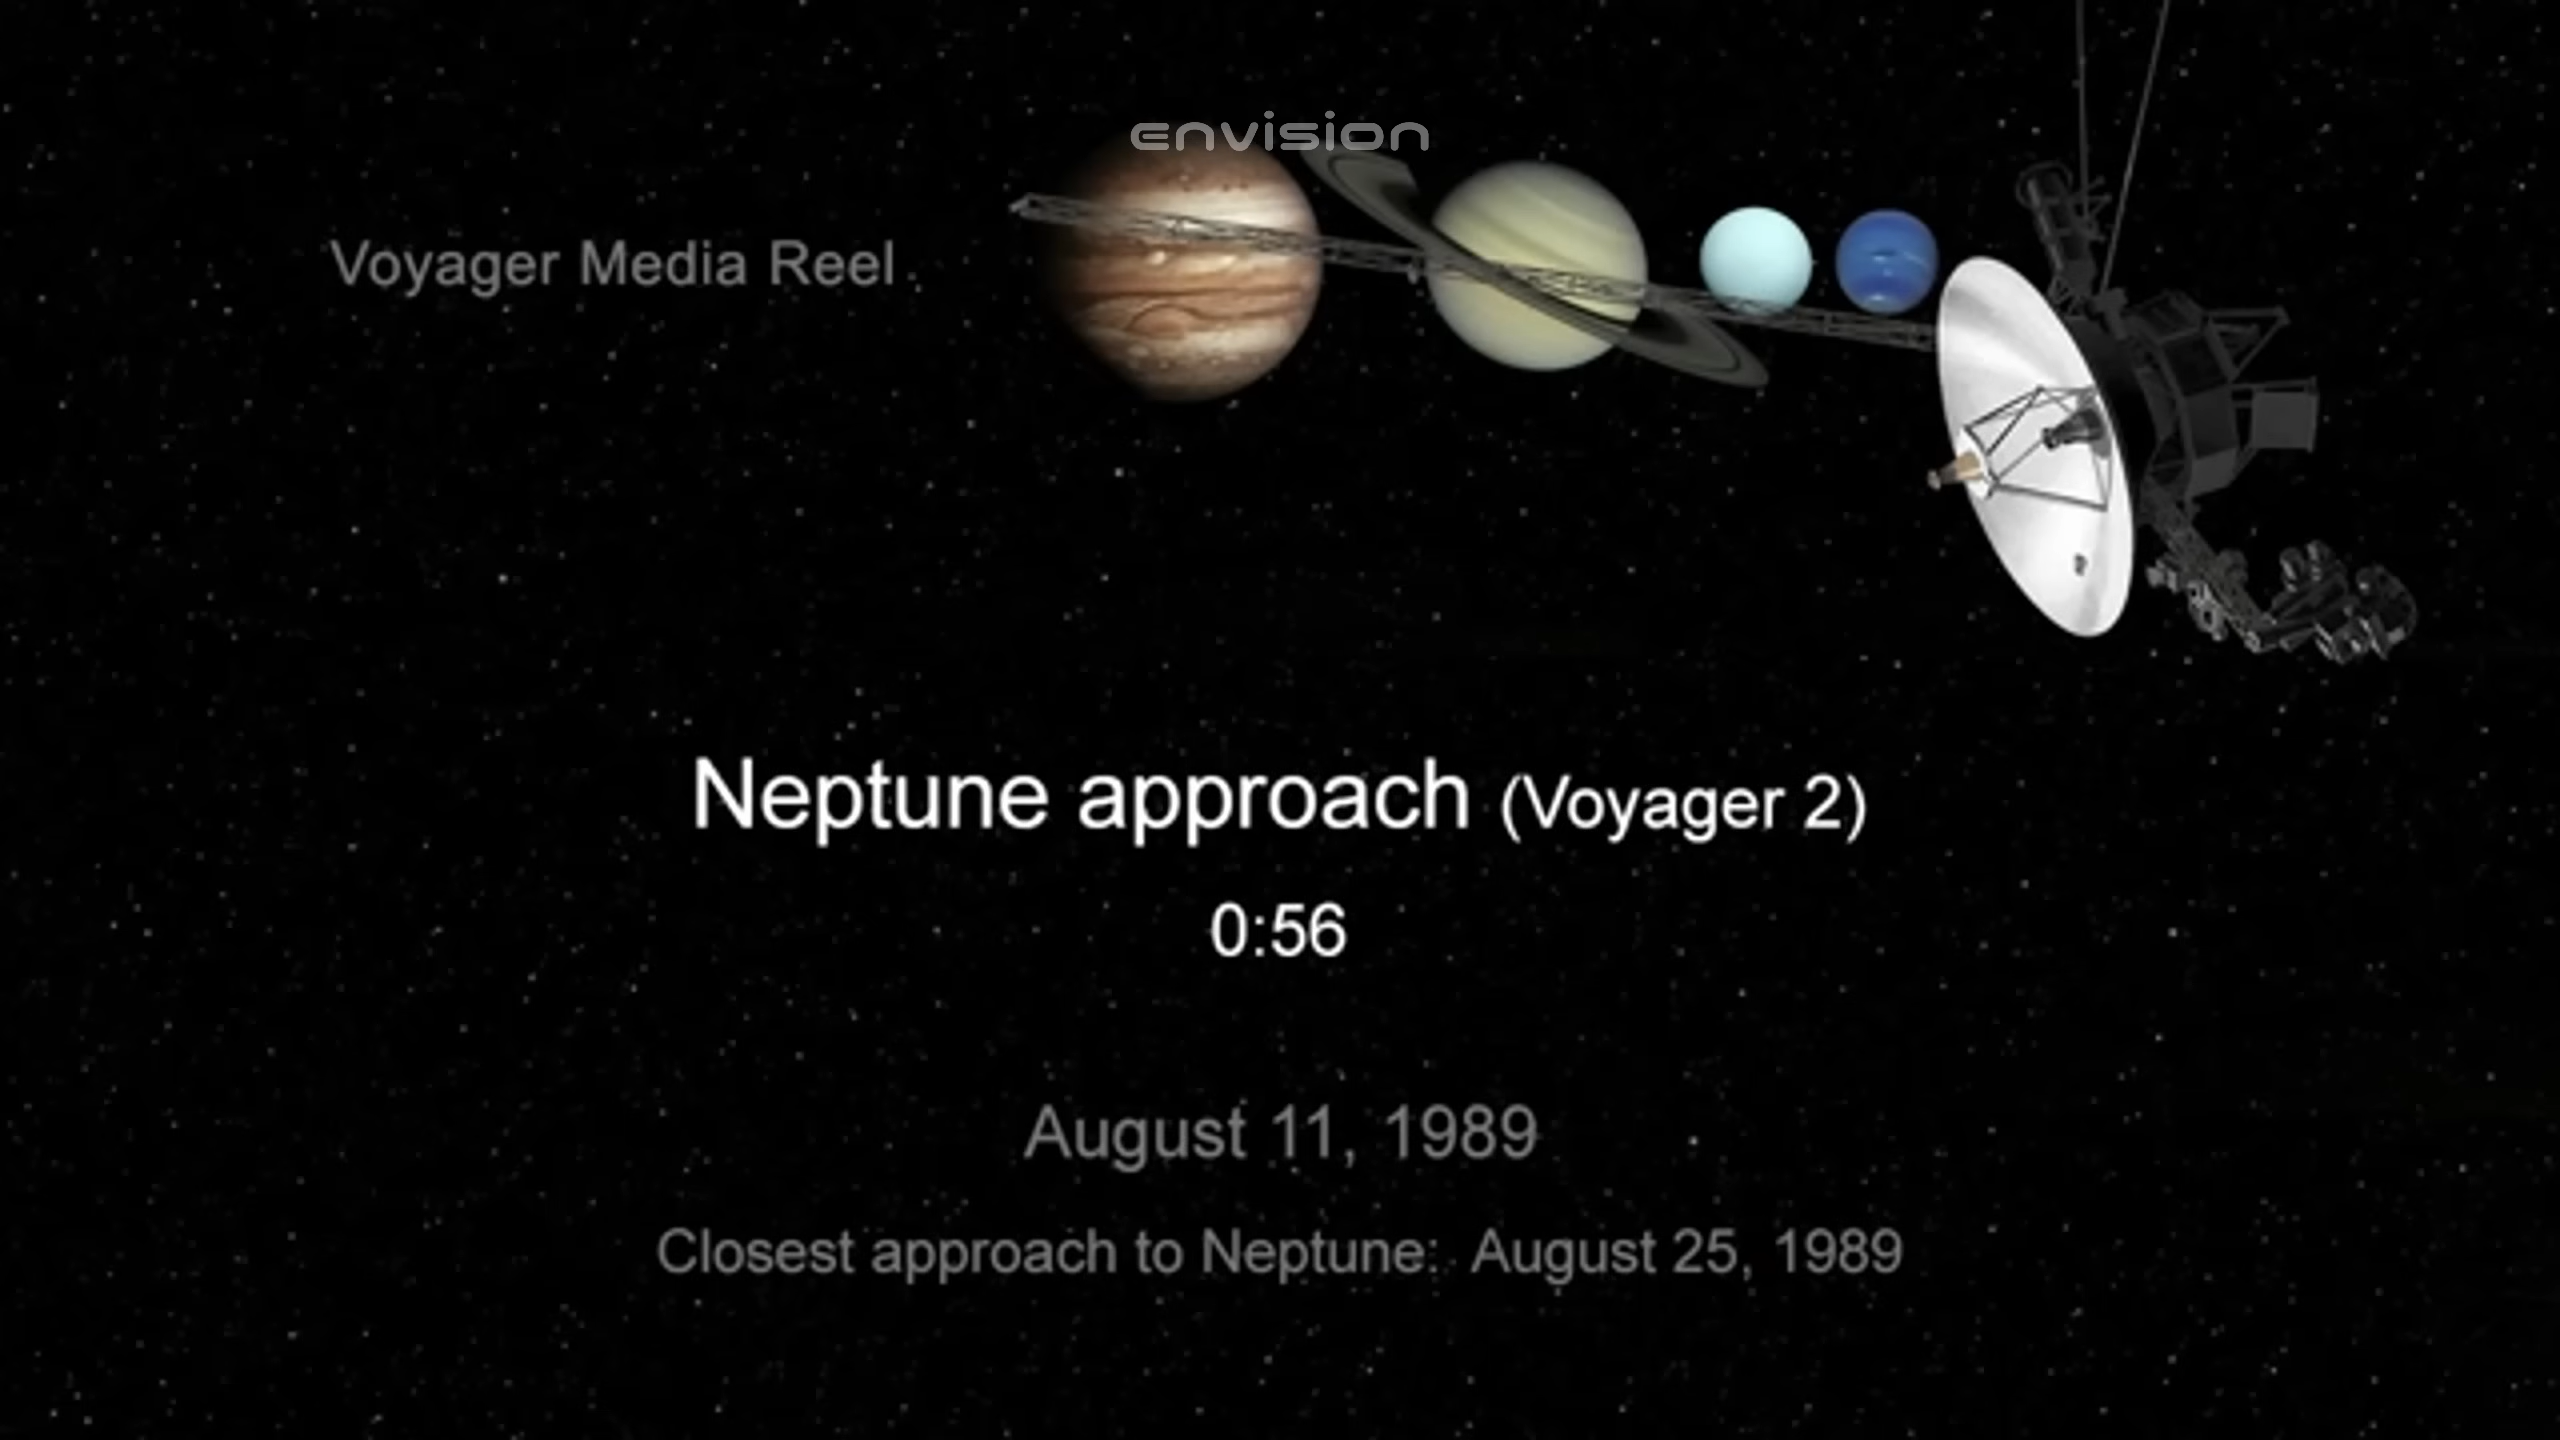 envision
Voyager Media Reel
Neptune approach (Voyager 2)
0:56
August 11, 1989
Closest approach to Neptune: August 25, 1989